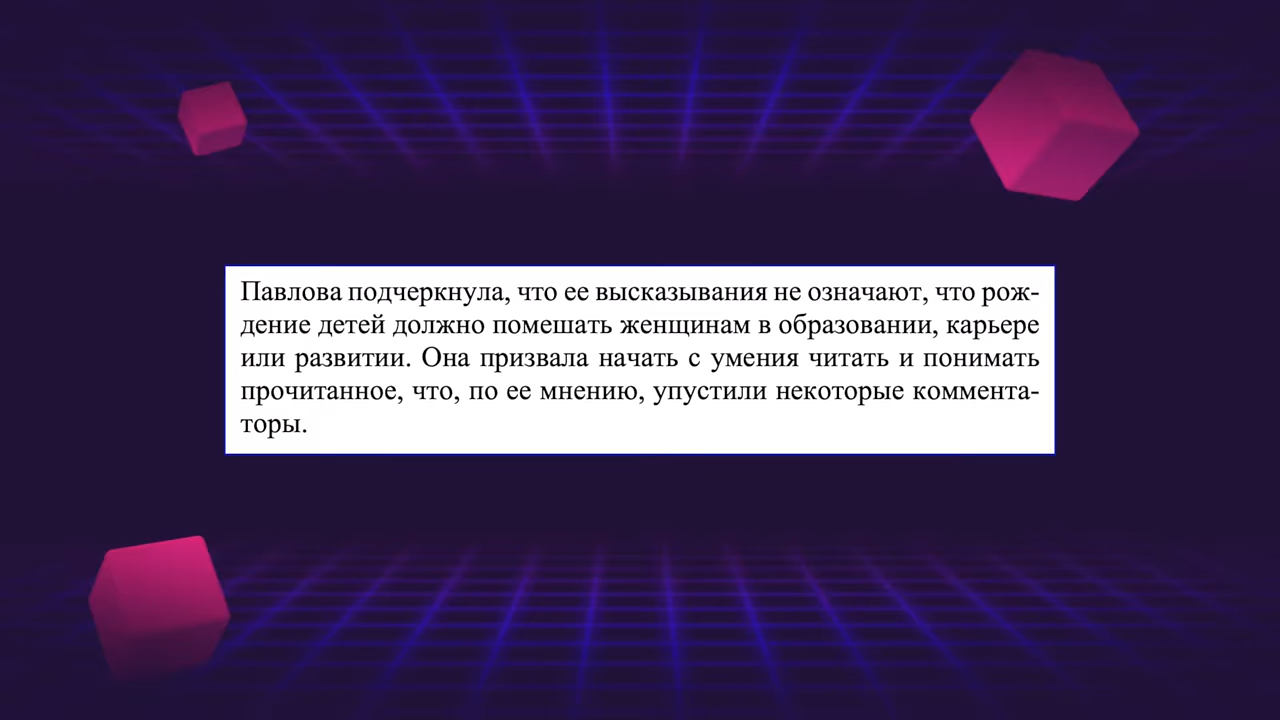 Павлова подчеркнула, что ее высказывания не означают, что рож-
дение детей должно помешать женщинам в образовании, карьере
или развитии. Она призвала начать с умения читать и понимать
прочитанное, что, по ее мнению, упустили некоторые коммента-
торы.